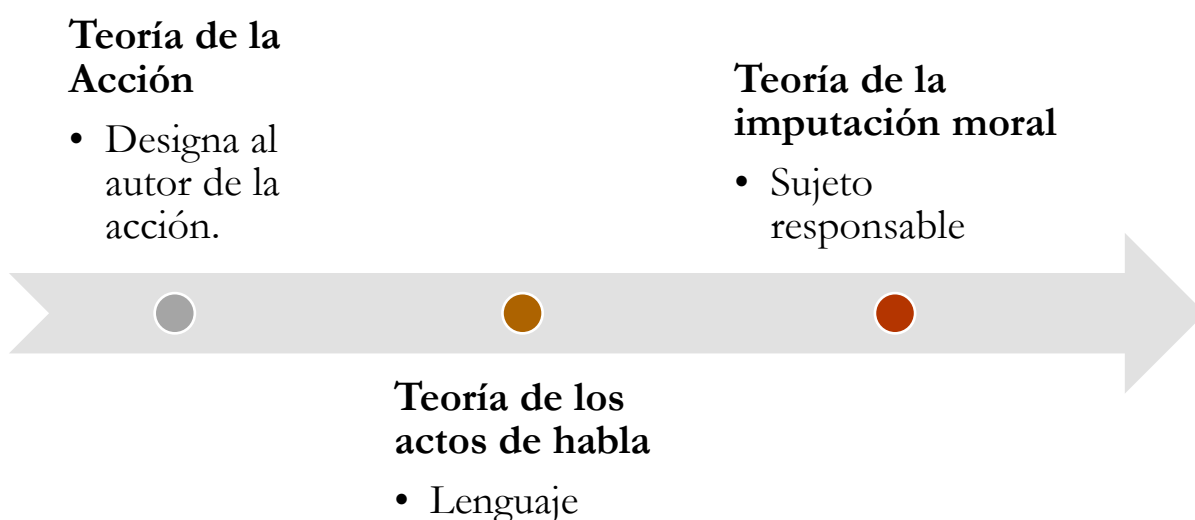 Teoría de la
Acción
• Designa al
autor de la
acción.
Teoría de los
actos de habla
• Lenguaje
Teoría de la
imputación moral
• Sujeto
responsable